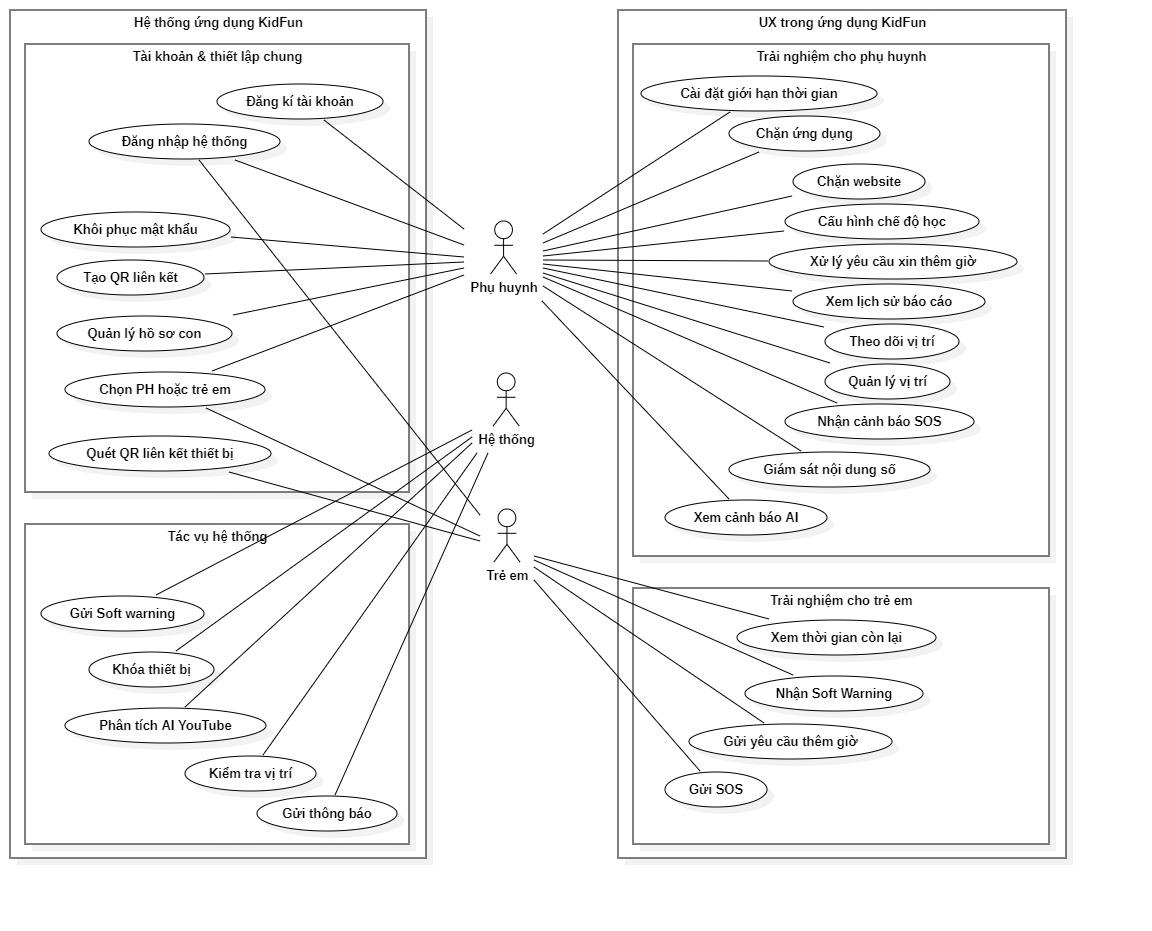 Hệ thống ứng dụng KidFun
Tài khoản & thiết lập chung
Đăng kí tài khoản
Đăng nhập hệ thống
Khôi phục mật khẩu
Tạo QR liên kết
Quản lý hồ sơ con
Chọn PH hoặc trẻ em
Quét QR liên kết thiết bị
Tác vụ hệ thống
Gửi Soft warning
Khóa thiết bị
Phân tích AI YouTube
Kiểm tra vị trí
Gửi thông báo
Phụ huynh
Hệ thống
Trẻ em
UX trong ứng dụng KidFun
Trải nghiệm cho phụ huynh
Cài đặt giới hạn thời gian
Chặn ứng dụng
Chặn website
Cấu hình chế độ học
Xử lý yêu cầu xin thêm giờ
Xem lịch sử báo cáo
Theo dõi vị trí
Quản lý vị trí
Nhận cảnh báo SOS
Giám sát nội dung số
Xem cảnh báo AI
Trải nghiệm cho trẻ em
Xem thời gian còn lại
Nhận Soft Warning
Gửi yêu cầu thêm giờ
Gửi SOS